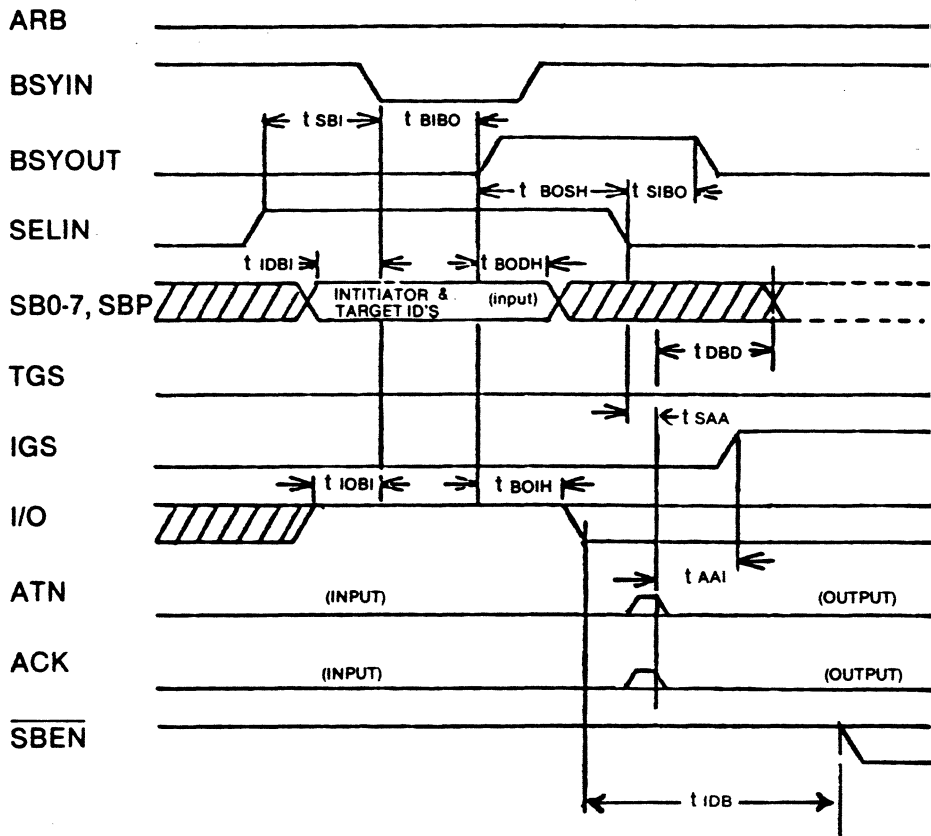 ARB
BSYIN
t SBI
t BIBO
BSYOUT
t BOSH
t SIBO
SELIN
t IDBI
t BODH
SB0-7, SBP
INTITIATOR & (input)
TARGET ID'S
t DBD
TGS
t SAA
IGS
t IOBI
t BOIH
I/O
t AAI
ATN
(INPUT)
(OUTPUT)
ACK
(INPUT)
(OUTPUT)
SBEN
t IDB